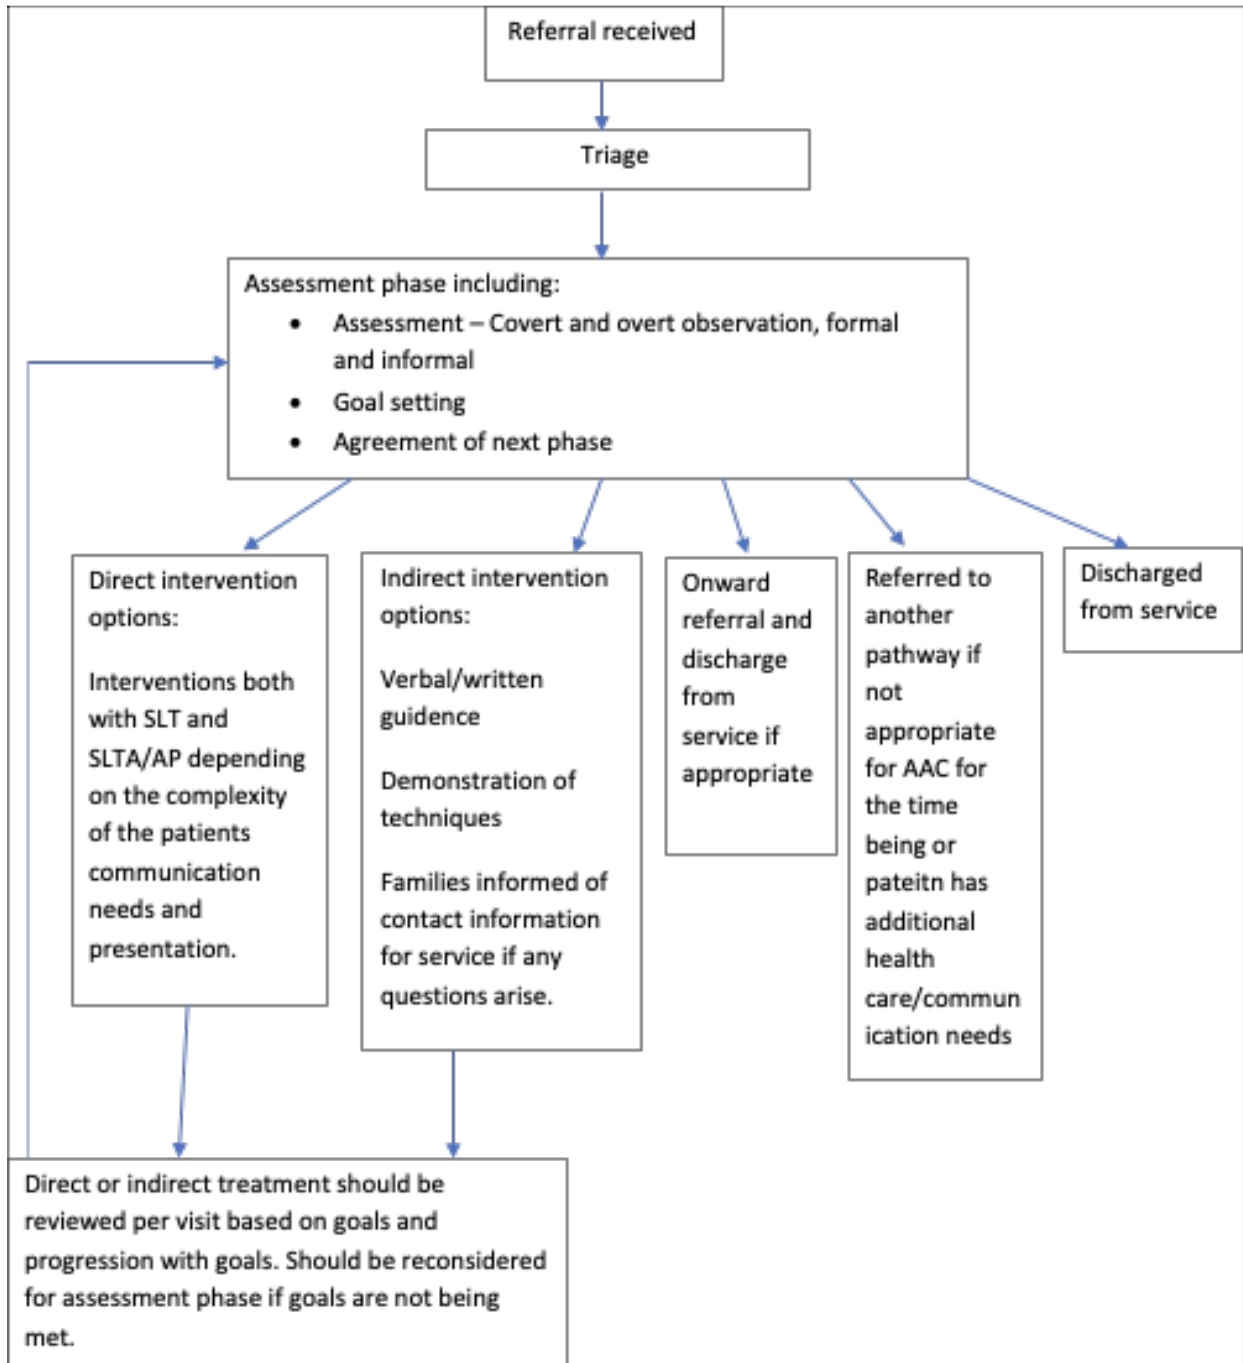 Referral received
Triage
Assessment phase including:
• Assessment – Covert and overt observation, formal
and informal
• Goal setting
• Agreement of next phase
Direct intervention
options:
Interventions both
with SLT and
SLTA/AP depending
on the complexity
of the patients
communication
needs and
presentation.
Indirect intervention
options:
Verbal/written
guidence
Demonstration of
techniques
Families informed of
contact information
for service if any
questions arise.
Onward
referral and
discharge
from
service if
appropriate
Referred to
another
pathway if
not
appropriate
for AAC for
the time
being or
pateitn has
additional
health
care/commun
ication needs
Discharged
from service
Direct or indirect treatment should be
reviewed per visit based on goals and
progression with goals. Should be reconsidered
for assessment phase if goals are not being
met.